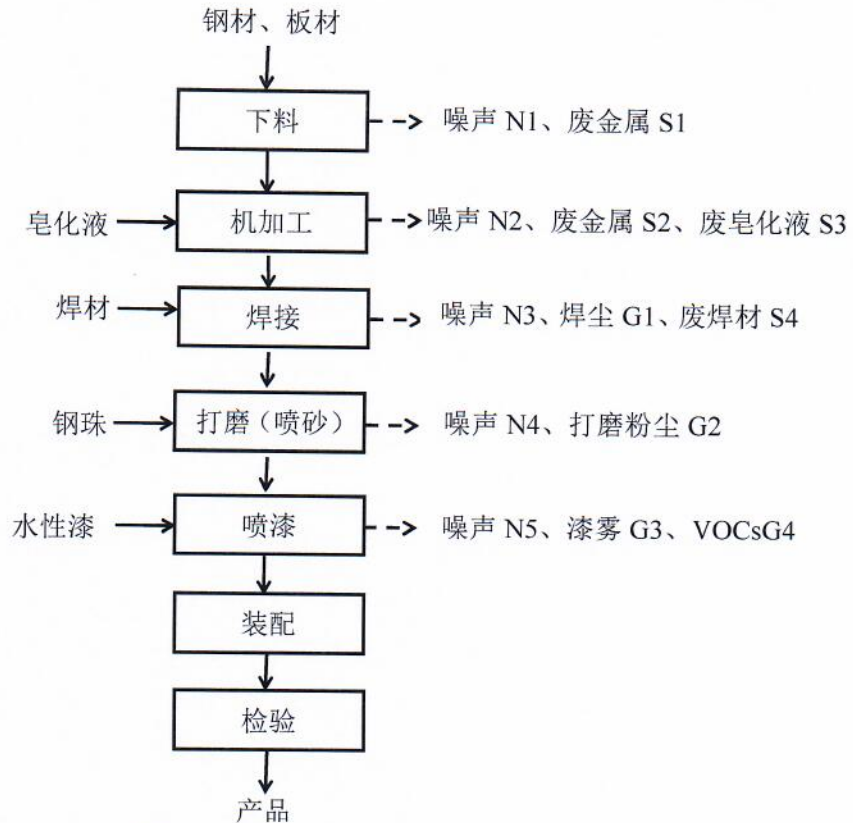 钢材、板材
下料
噪声 N1、废金属 S1
皂化液
机加工
噪声 N2、废金属 S2、废皂化液 S3
焊材
焊接
噪声 N3、焊尘 G1、废焊材 S4
钢珠
打磨（喷砂）
噪声 N4、打磨粉尘 G2
水性漆
喷漆
噪声 N5、漆雾 G3、VOCsG4
装配
检验
产品